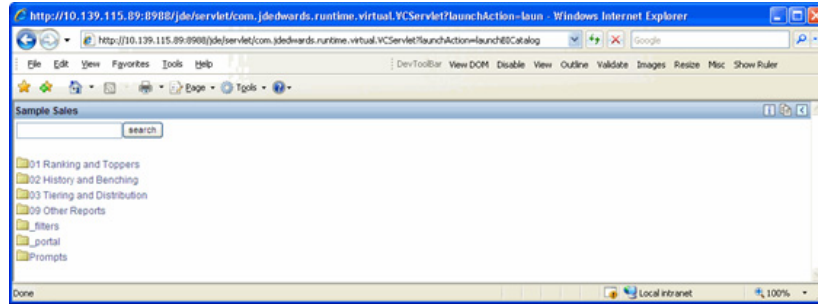 http://10.139.115.89:8988/jde/servlet/com.jdedwards.runtime.virtual.VCServlet?launchAction=laun - Windows Internet Explorer
http://10.139.115.89:8988/jde/servlet/com.jdedwards.runtime.virtual.VCServlet?launchAction=launchE0Catalog Google
File Edit View Favorites Tools Help DevToolBar View DOM Disable View Outline Validate Images Resize Misc Show Ruler
Page Tools
Sample Sales
search
01 Ranking and Toppers
02 History and Benching
03 Tiering and Distribution
09 Other Reports
_filters
_portal
Prompts
Done Local intranet 100%